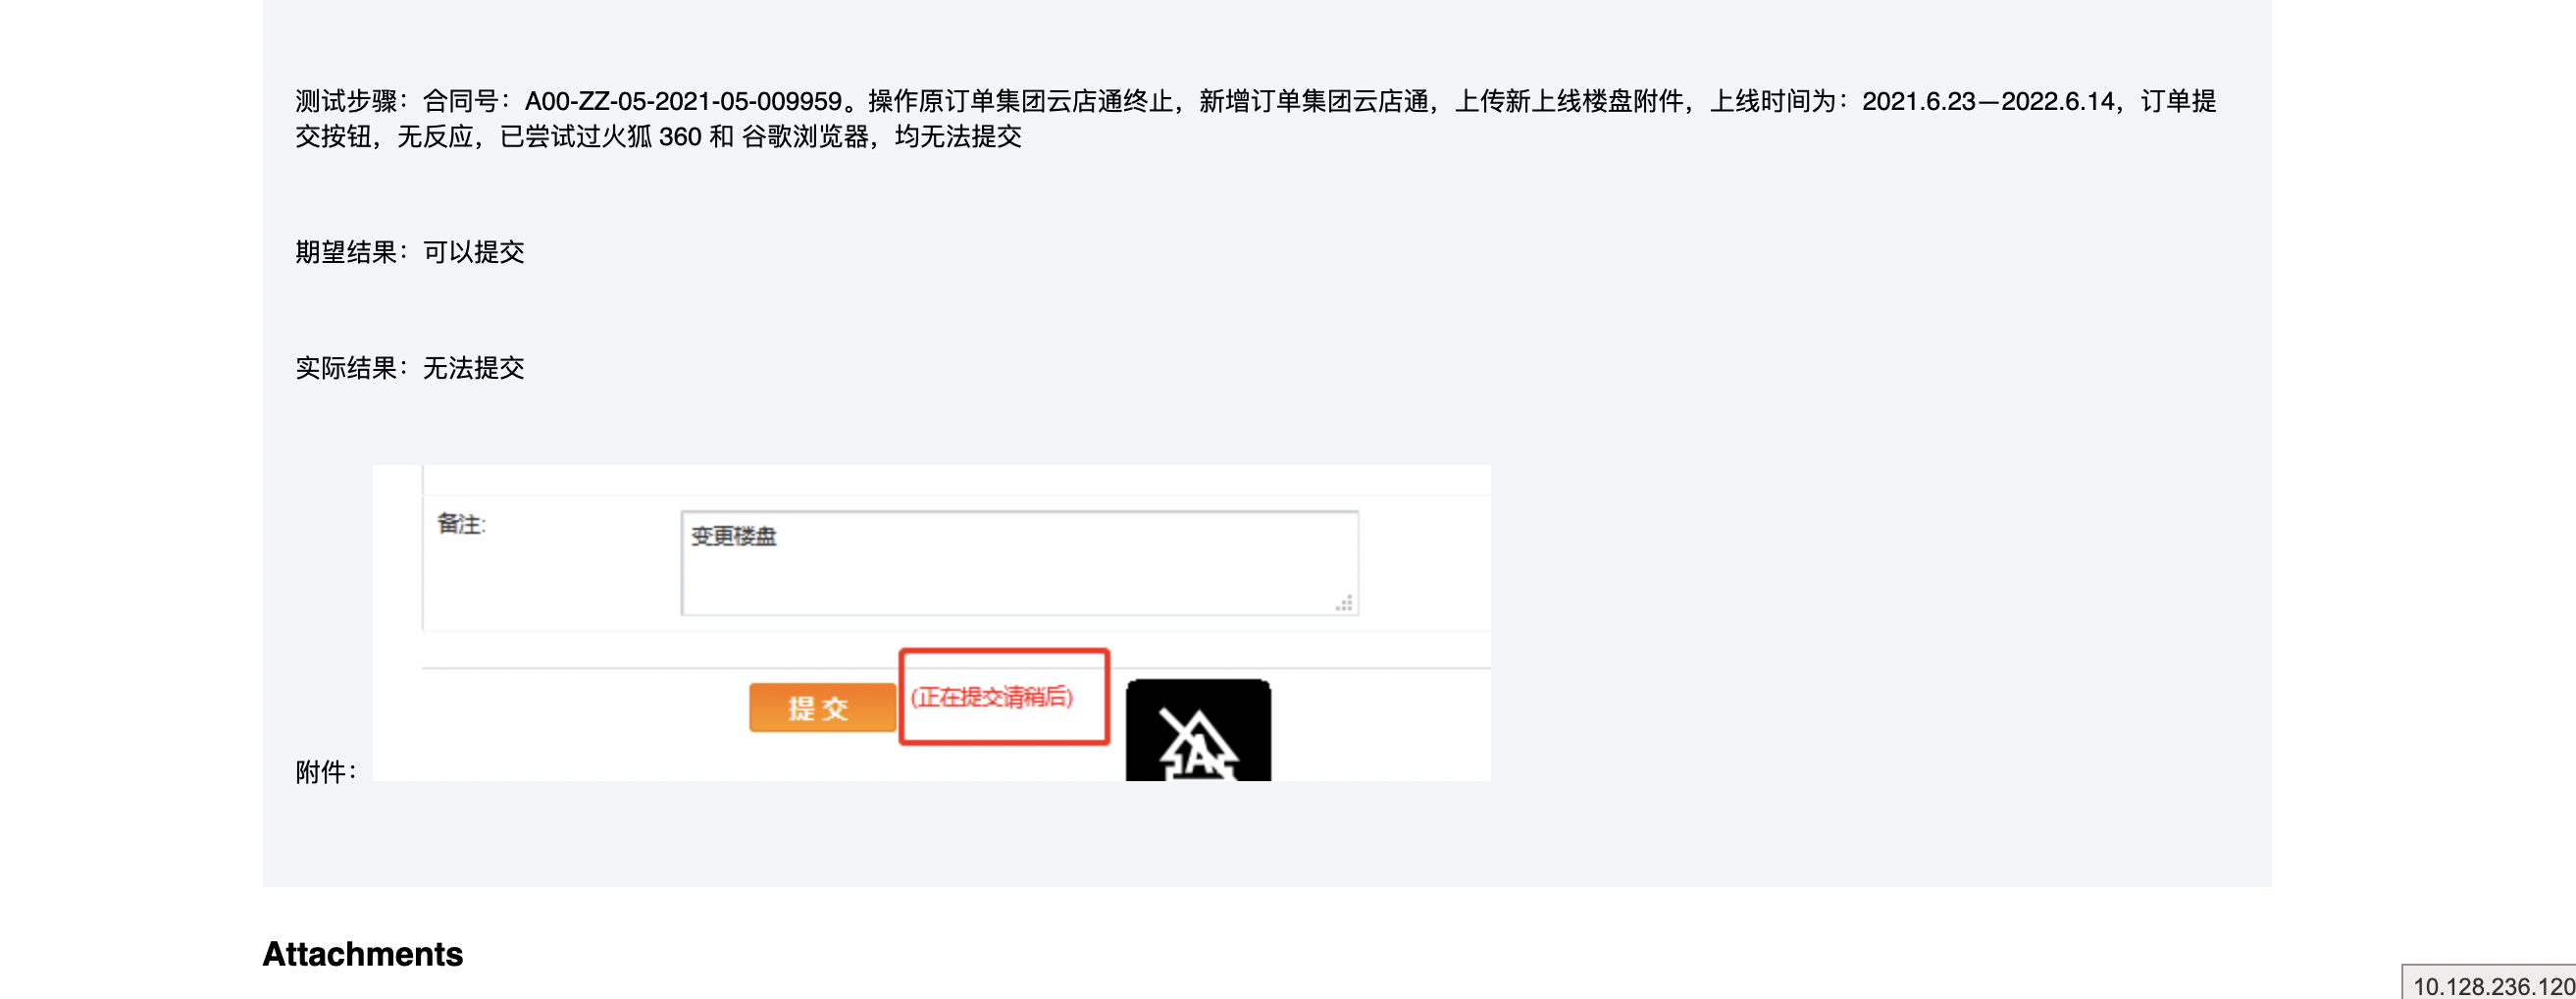 测试步骤：合同号：A00-ZZ-05-2021-05-009959。操作原订单集团云店通终止，新增订单集团云店通，上传新上线楼盘附件，上线时间为：2021.6.23—2022.6.14，订单提
交按钮，无反应，已尝试过火狐 360 和 谷歌浏览器，均无法提交
期望结果：可以提交
实际结果：无法提交
备注:
变更楼盘
提 交
(正在提交请稍后)
A
附件：
Attachments
10.128.236.120